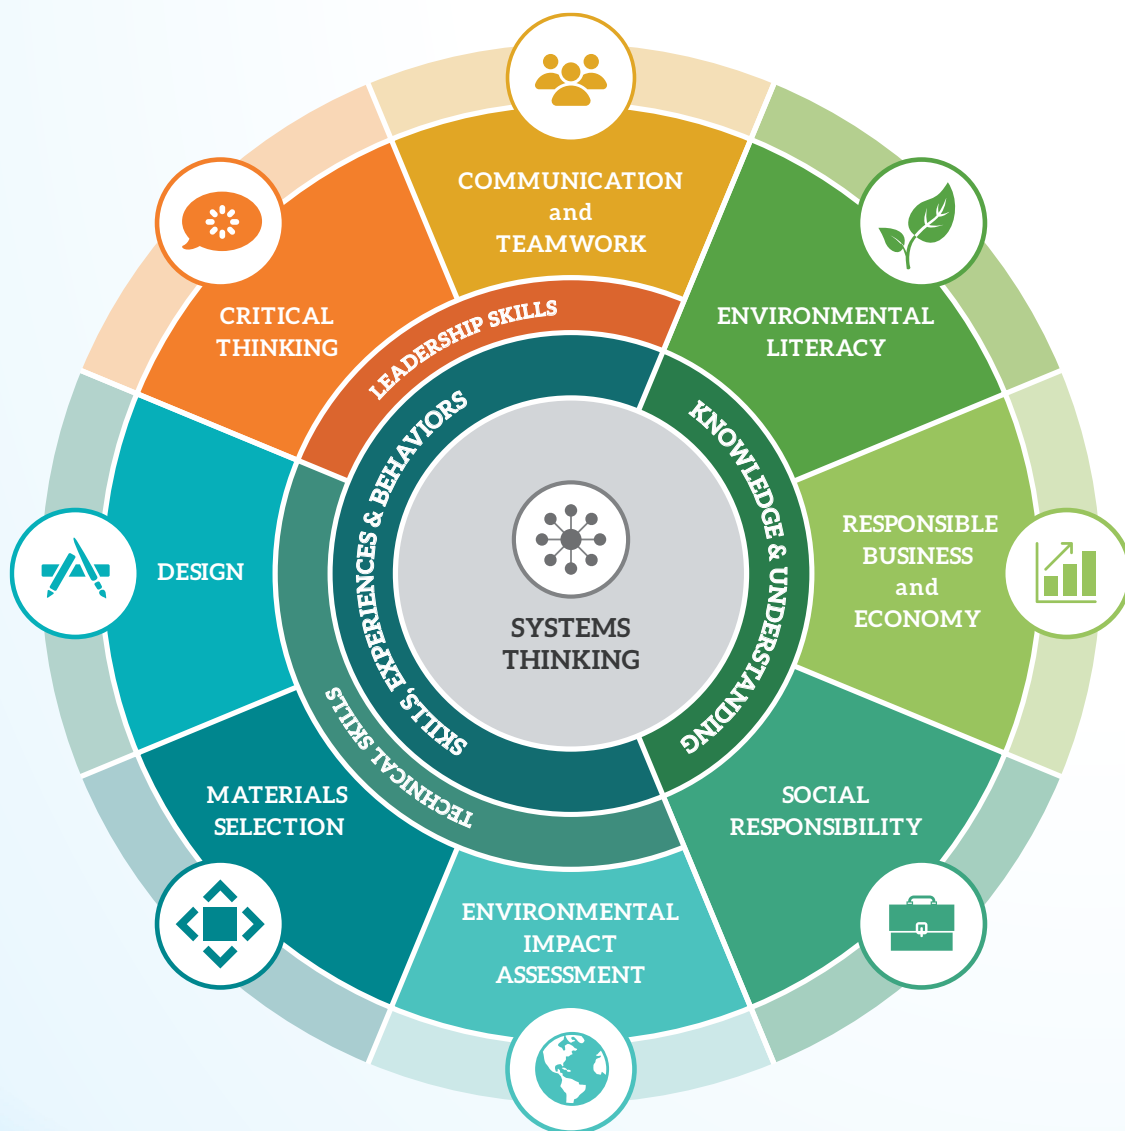 COMMUNICATION
and
TEAMWORK
ENVIRONMENTAL
LITERACY
RESPONSIBLE
BUSINESS
and
ECONOMY
SOCIAL
RESPONSIBILITY
ENVIRONMENTAL
IMPACT
ASSESSMENT
MATERIALS
SELECTION
DESIGN
CRITICAL
THINKING
LEADERSHIP SKILLS
TECHNICAL SKILLS
SKILLS, EXPERIENCES & BEHAVIORS
KNOWLEDGE & UNDERSTANDING
SYSTEMS
THINKING